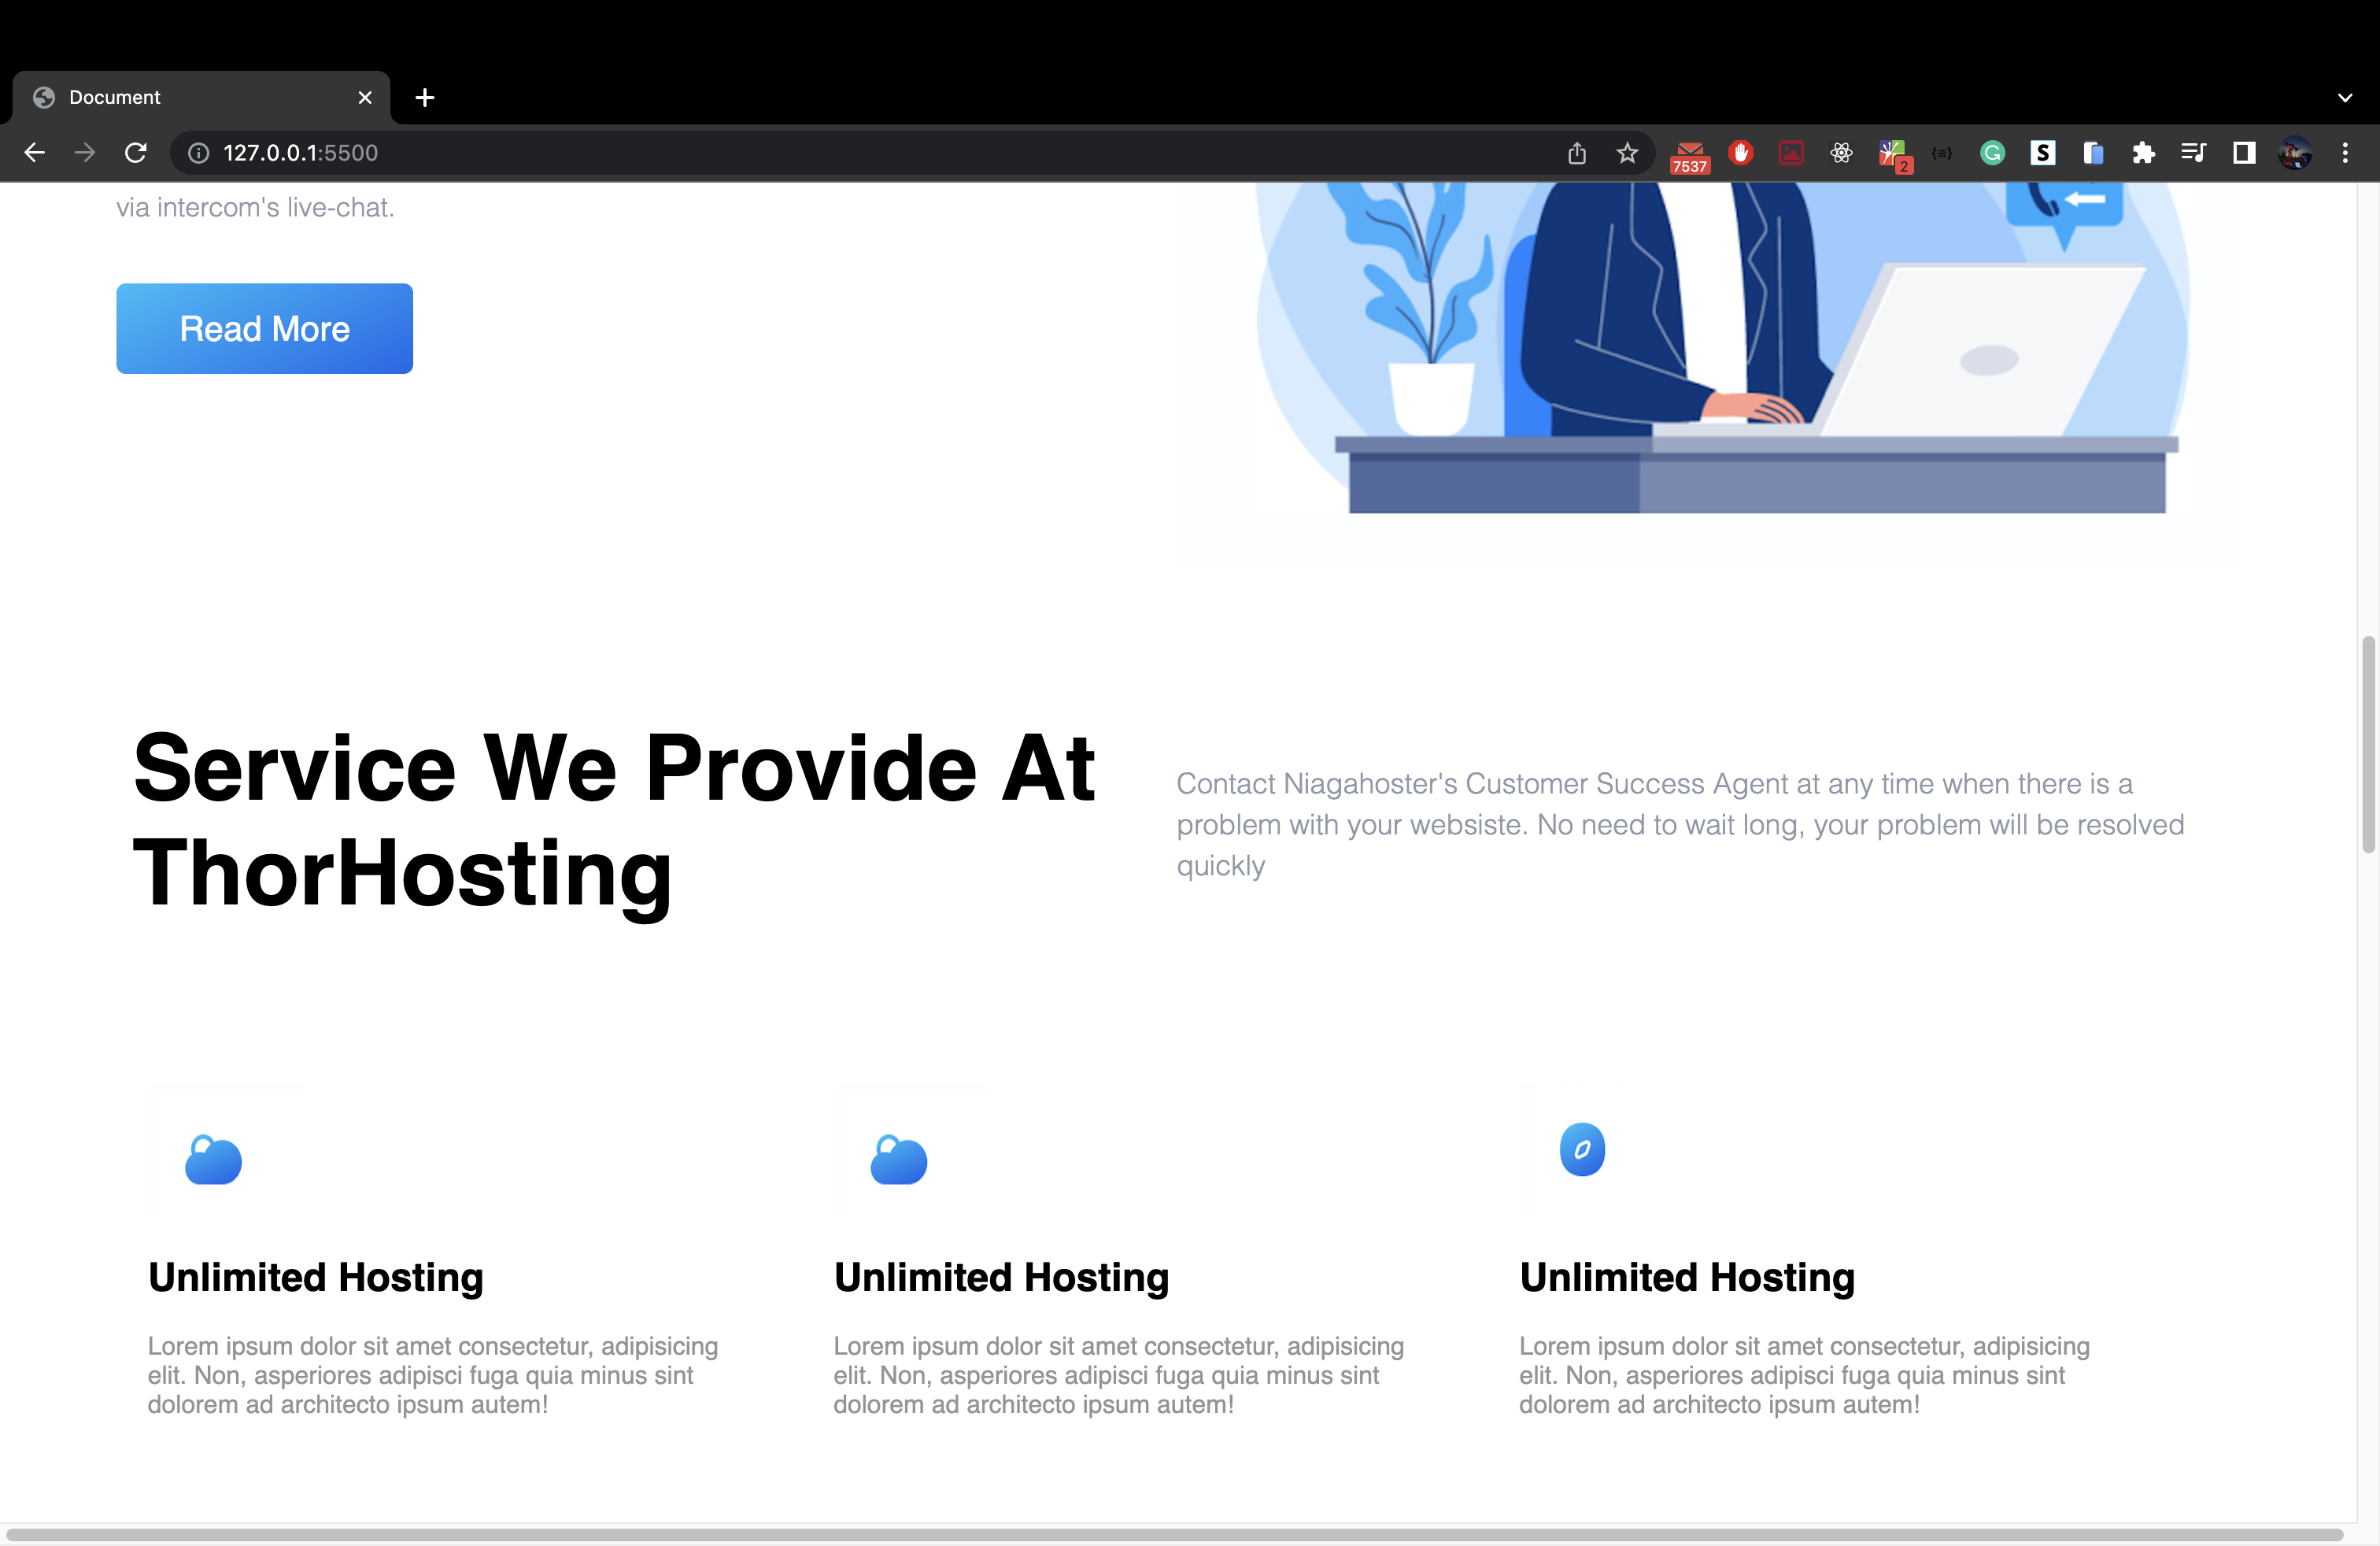 Document
127.0.0.1:5500
7537
2
via intercom's live-chat.
Read More
Service We Provide At
ThorHosting
Contact Niagahoster's Customer Success Agent at any time when there is a
problem with your websiste. No need to wait long, your problem will be resolved
quickly
Unlimited Hosting
Lorem ipsum dolor sit amet consectetur, adipisicing
elit. Non, asperiores adipisci fuga quia minus sint
dolorem ad architecto ipsum autem!
Unlimited Hosting
Lorem ipsum dolor sit amet consectetur, adipisicing
elit. Non, asperiores adipisci fuga quia minus sint
dolorem ad architecto ipsum autem!
Unlimited Hosting
Lorem ipsum dolor sit amet consectetur, adipisicing
elit. Non, asperiores adipisci fuga quia minus sint
dolorem ad architecto ipsum autem!